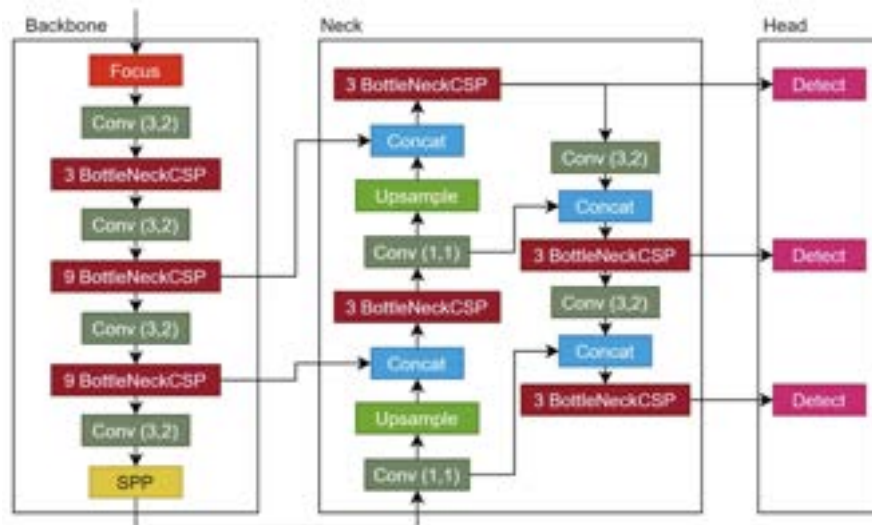 Backbone
Focus
Conv (3,2)
3 BottleNeckCSP
Conv (3,2)
9 BottleNeckCSP
Conv (3,2)
9 BottleNeckCSP
Conv (3,2)
SPP
Neck
3 BottleNeckCSP
Concat
Upsample
Conv (1,1)
3 BottleNeckCSP
Concat
Upsample
Conv (1,1)
Conv (3,2)
Concat
3 BottleNeckCSP
Conv (3,2)
Concat
3 BottleNeckCSP
Head
Detect
Detect
Detect